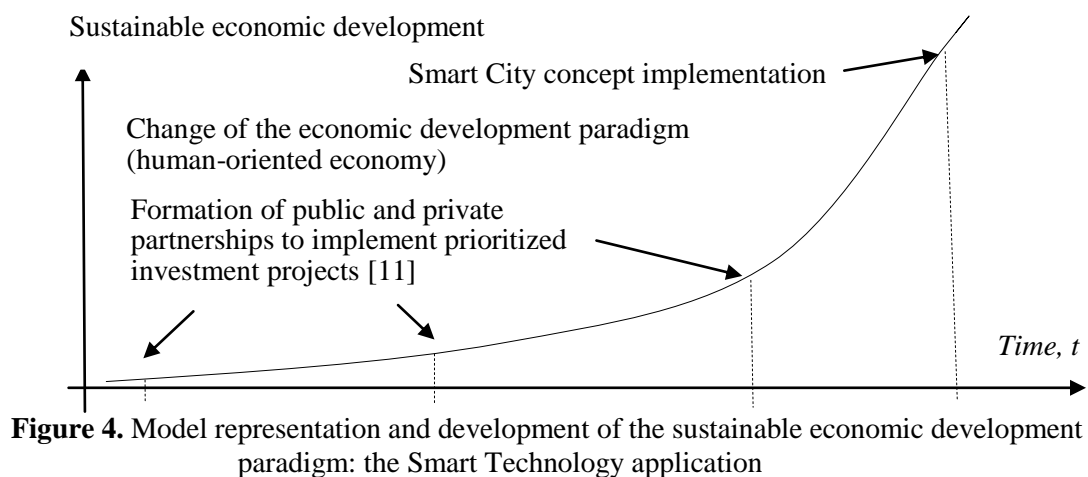 Sustainable economic development
Smart City concept implementation
Change of the economic development paradigm
(human-oriented economy)
Formation of public and private
partnerships to implement prioritized
investment projects [11]
Time, t
Figure 4. Model representation and development of the sustainable economic development
paradigm: the Smart Technology application